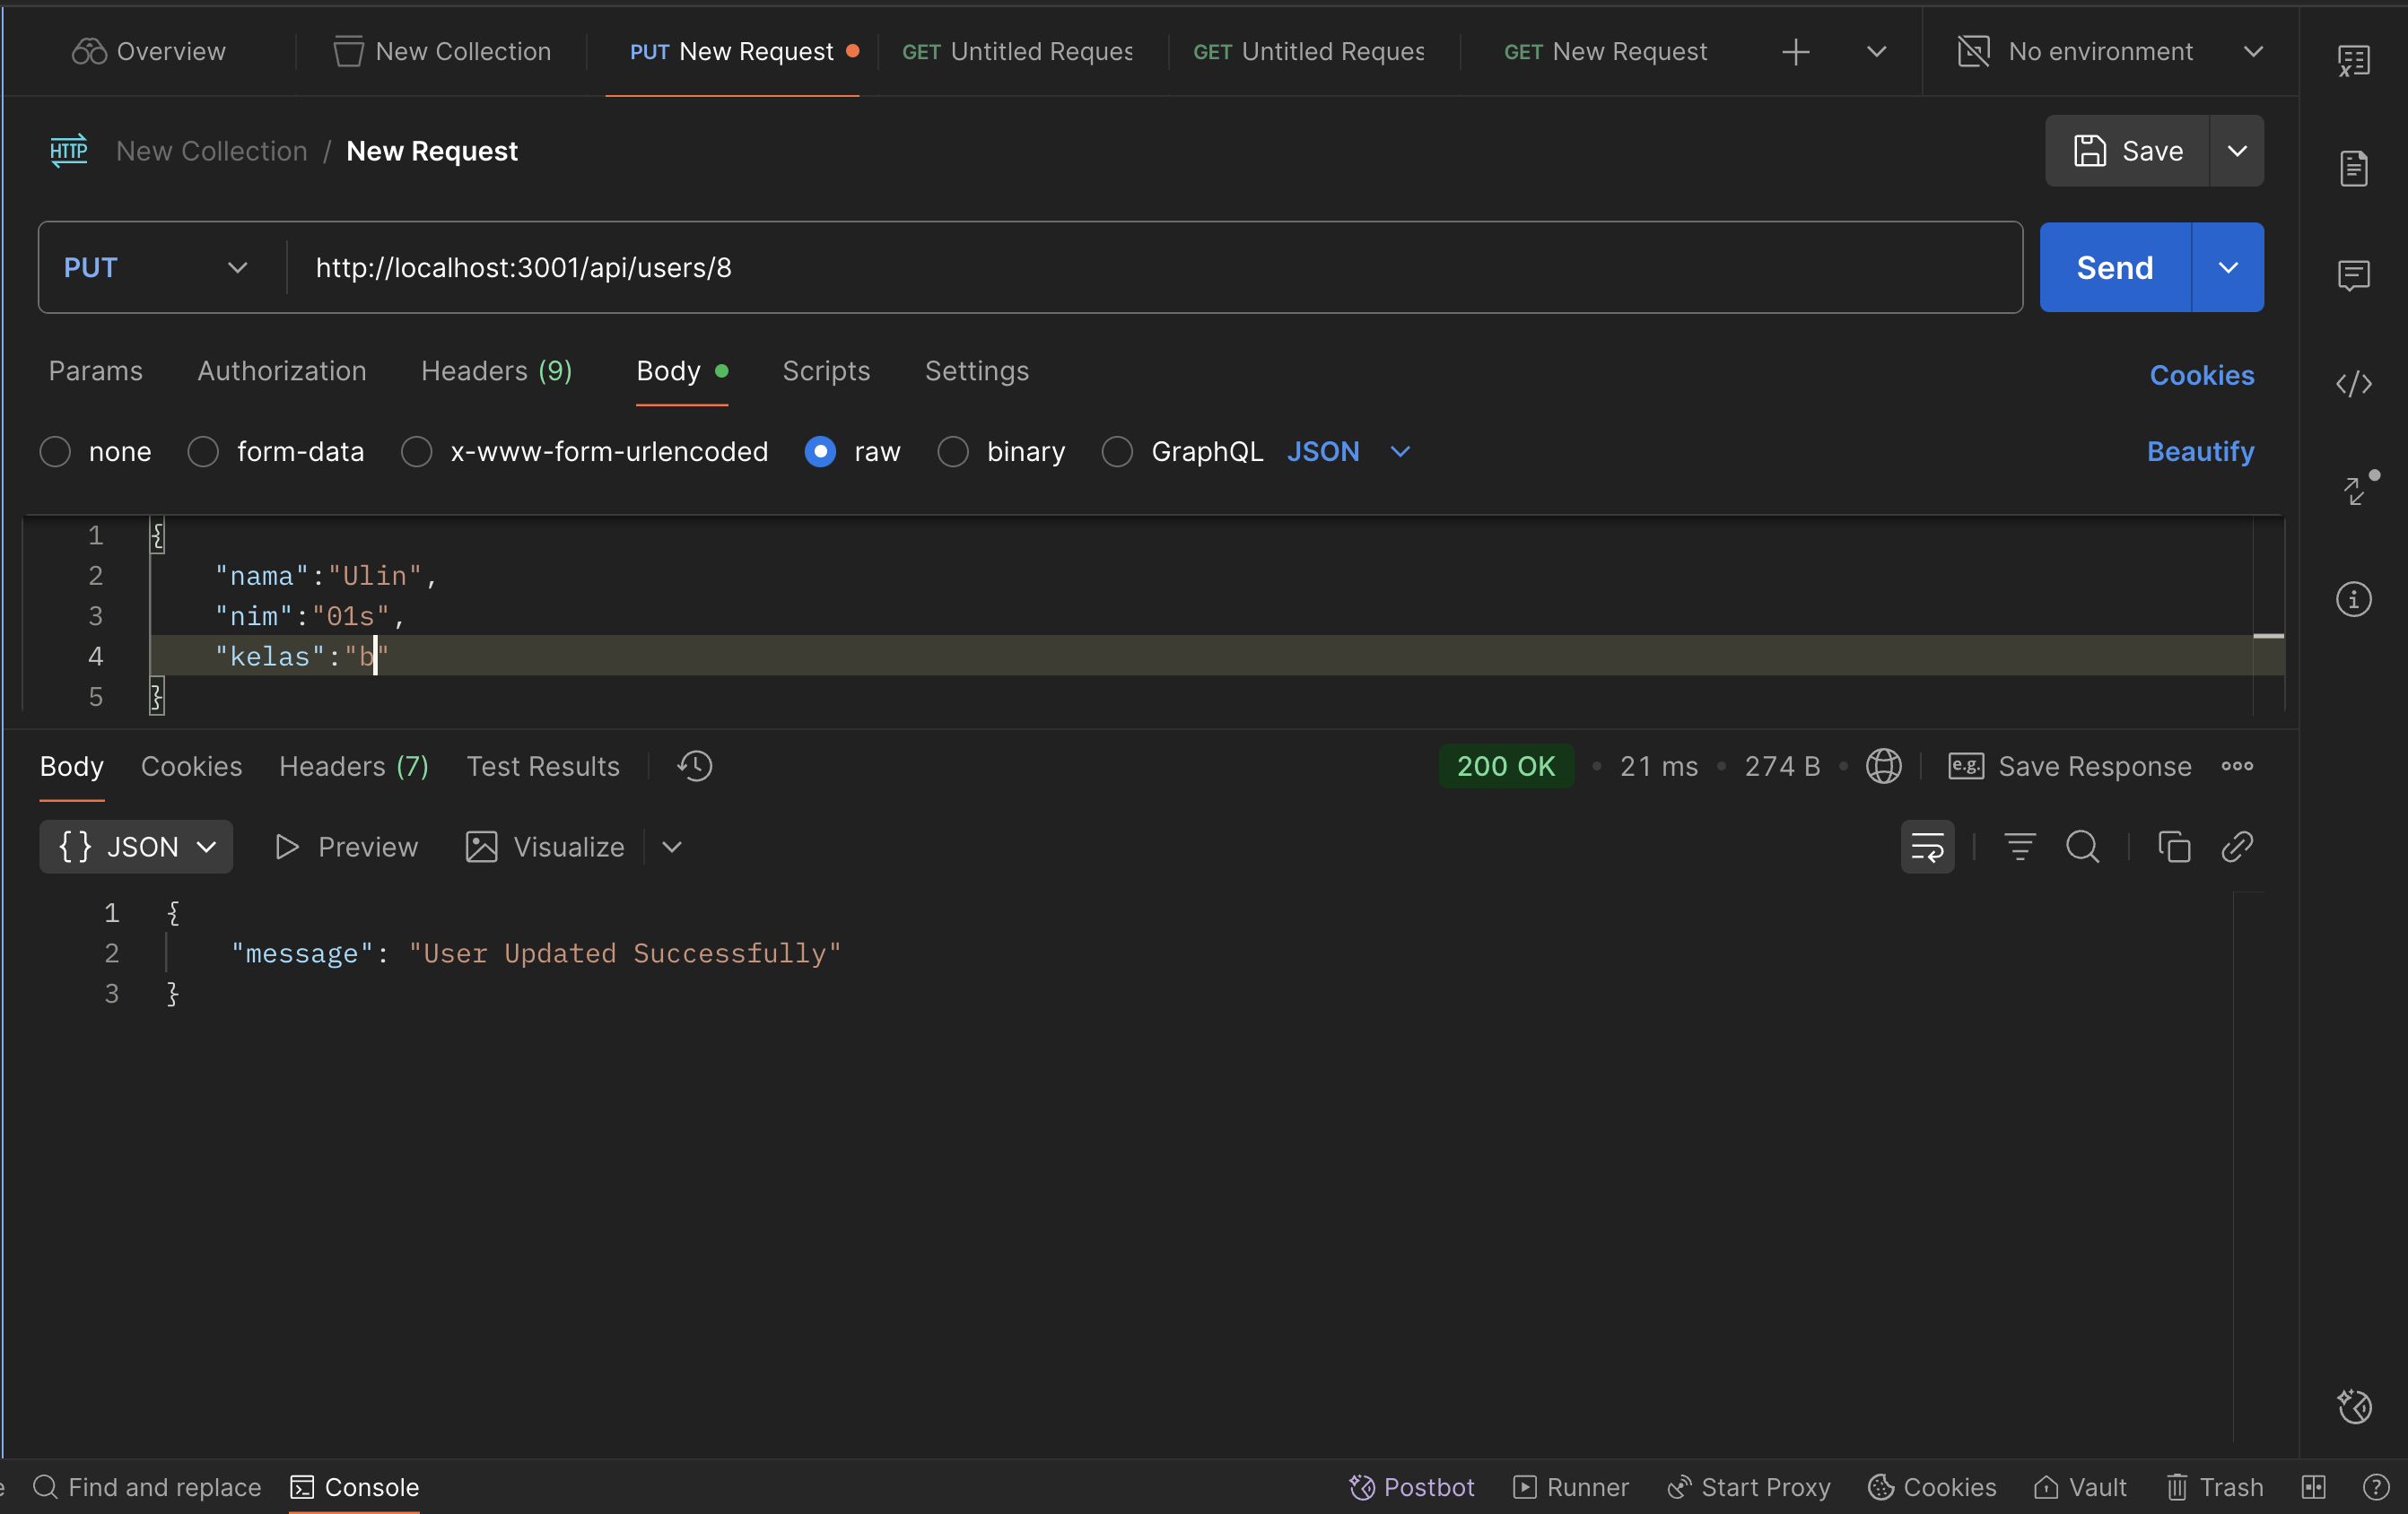 Overview New Collection PUT New Request GET Untitled Reques GET Untitled Reques GET New Request No environment
HTTP New Collection / New Request Save
PUT http://localhost:3001/api/users/8 Send
Params Authorization Headers (9) Body Scripts Settings Cookies
none form-data x-www-form-urlencoded raw binary GraphQL JSON Beautify
1 {
2 "nama":"Ulin",
3 "nim":"01s",
4 "kelas":"b"
5 }
Body Cookies Headers (7) Test Results 200 OK • 21 ms • 274 B • e.g. Save Response
{} JSON Preview Visualize
1 {
2 "message": "User Updated Successfully"
3 }
Find and replace Console Postbot Runner Start Proxy Cookies Vault Trash